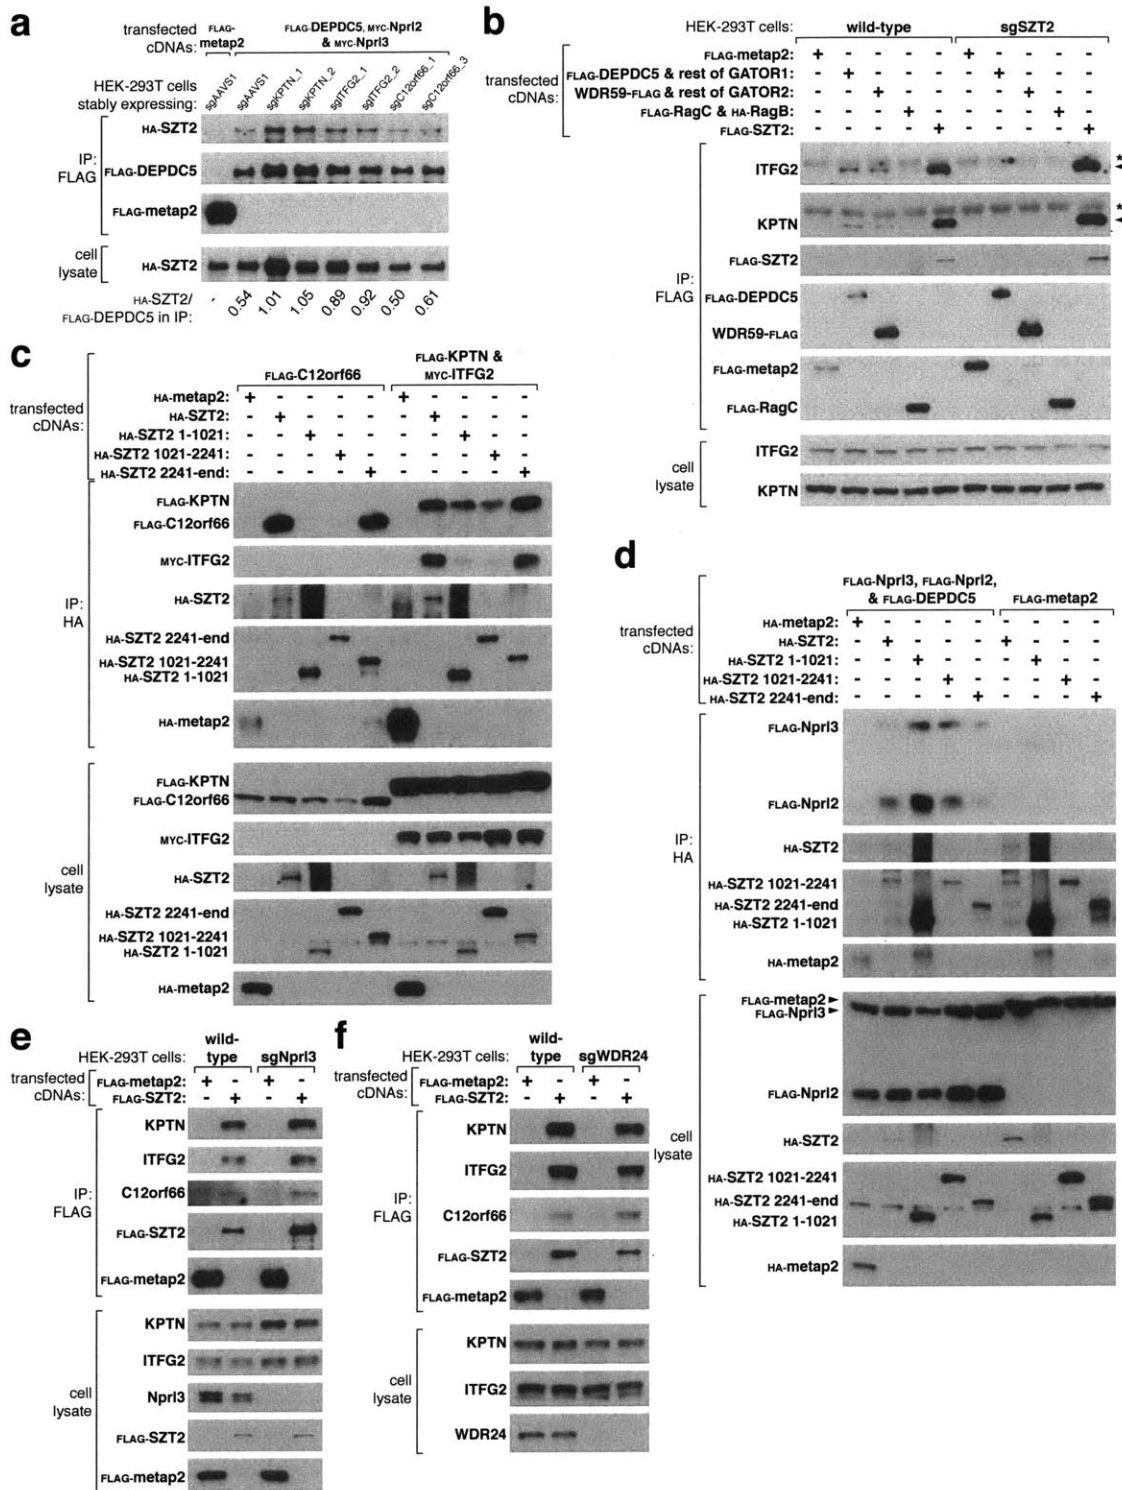 a
transfected cDNAs:
FLAG-metap2
FLAG-DEPDC5, MYC-Nprl2 & MYC-Nprl3
HEK-293T cells stably expressing:
sgAAVS1
sgAAVS1
sgKPTN_1
sgKPTN_2
sgITFG2_1
sgITFG2_2
sgC12orf66_1
sgC12orf66_3
IP: FLAG
HA-SZT2
FLAG-DEPDC5
FLAG-metap2
cell lysate
HA-SZT2
HA-SZT2/ FLAG-DEPDC5 in IP:
- 0.54 1.01 1.05 0.89 0.92 0.50 0.61
b
HEK-293T cells: wild-type sgSZT2
transfected cDNAs:
FLAG-metap2: + - - - - + - - - -
FLAG-DEPDC5 & rest of GATOR1: - + - - - - + - - -
WDR59-FLAG & rest of GATOR2: - - + - - - - + - -
FLAG-RagC & HA-RagB: - - - + - - - - + -
FLAG-SZT2: - - - - + - - - - +
IP: FLAG
ITFG2 *
KPTN *
FLAG-SZT2
FLAG-DEPDC5
WDR59-FLAG
FLAG-metap2
FLAG-RagC
cell lysate
ITFG2
KPTN
c
transfected cDNAs:
FLAG-C12orf66
FLAG-KPTN & MYC-ITFG2
HA-metap2: + - - - - + - - - -
HA-SZT2: - + - - - - + - - -
HA-SZT2 1-1021: - - + - - - - + - -
HA-SZT2 1021-2241: - - - + - - - - + -
HA-SZT2 2241-end: - - - - + - - - - +
IP: HA
FLAG-KPTN
FLAG-C12orf66
MYC-ITFG2
HA-SZT2
HA-SZT2 2241-end
HA-SZT2 1021-2241
HA-SZT2 1-1021
HA-metap2
cell lysate
FLAG-KPTN
FLAG-C12orf66
MYC-ITFG2
HA-SZT2
HA-SZT2 2241-end
HA-SZT2 1021-2241
HA-SZT2 1-1021
HA-metap2
d
transfected cDNAs:
FLAG-Nprl3, FLAG-Nprl2, & FLAG-DEPDC5
FLAG-metap2
HA-metap2: + - - - - - - - -
HA-SZT2: - + - - - + - - -
HA-SZT2 1-1021: - - + - - - + - -
HA-SZT2 1021-2241: - - - + - - - + -
HA-SZT2 2241-end: - - - - + - - - +
IP: HA
FLAG-Nprl3
FLAG-Nprl2
HA-SZT2
HA-SZT2 1021-2241
HA-SZT2 2241-end
HA-SZT2 1-1021
HA-metap2
cell lysate
FLAG-metap2
FLAG-Nprl3
FLAG-Nprl2
HA-SZT2
HA-SZT2 1021-2241
HA-SZT2 2241-end
HA-SZT2 1-1021
HA-metap2
e
HEK-293T cells: wild-type sgNprl3
transfected cDNAs:
FLAG-metap2: + - + -
FLAG-SZT2: - + - +
IP: FLAG
KPTN
ITFG2
C12orf66
FLAG-SZT2
FLAG-metap2
cell lysate
KPTN
ITFG2
Nprl3
FLAG-SZT2
FLAG-metap2
f
HEK-293T cells: wild-type sgWDR24
transfected cDNAs:
FLAG-metap2: + - + -
FLAG-SZT2: - + - +
IP: FLAG
KPTN
ITFG2
C12orf66
FLAG-SZT2
FLAG-metap2
cell lysate
KPTN
ITFG2
WDR24